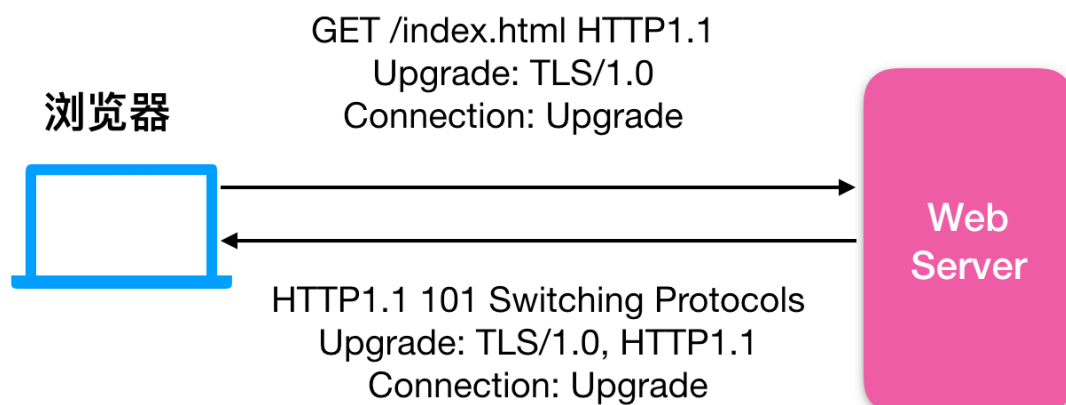 GET /index.html HTTP1.1
Upgrade: TLS/1.0
Connection: Upgrade
浏览器
Web
Server
HTTP1.1 101 Switching Protocols
Upgrade: TLS/1.0, HTTP1.1
Connection: Upgrade